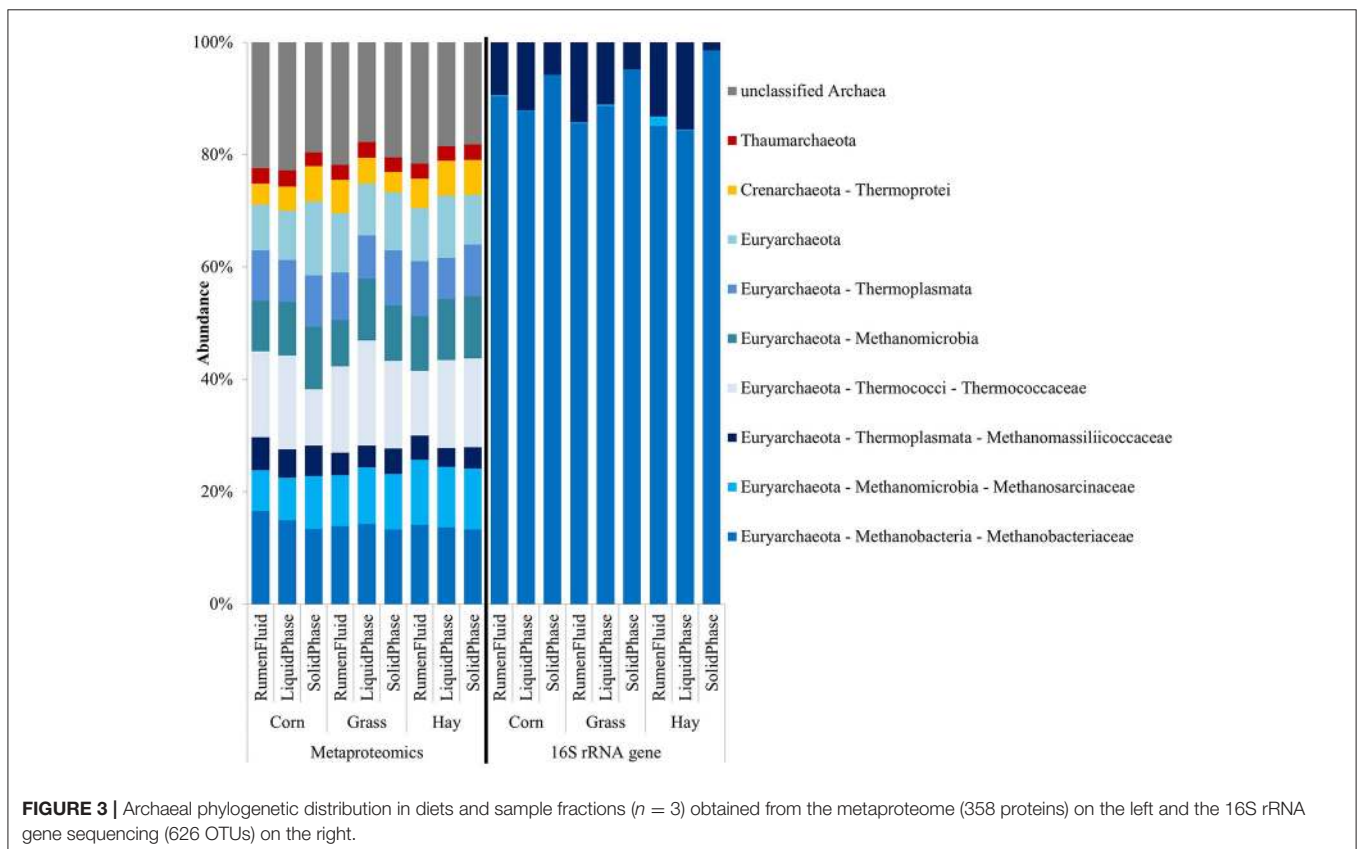 100%
80%
60%
40%
20%
0%
Abundance
RumenFluid
LiquidPhase
SolidPhase
RumenFluid
LiquidPhase
SolidPhase
RumenFluid
LiquidPhase
SolidPhase
RumenFluid
LiquidPhase
SolidPhase
RumenFluid
LiquidPhase
SolidPhase
RumenFluid
LiquidPhase
SolidPhase
Corn Grass Hay Corn Grass Hay
Metaproteomics 16S rRNA gene
unclassified Archaea
Thaumarchaeota
Crenarchaeota - Thermoprotei
Euryarchaeota
Euryarchaeota - Thermoplasmata
Euryarchaeota - Methanomicrobia
Euryarchaeota - Thermococci - Thermococcaceae
Euryarchaeota - Thermoplasmata - Methanomassiliicoccaceae
Euryarchaeota - Methanomicrobia - Methanosarcinaceae
Euryarchaeota - Methanobacteria - Methanobacteriaceae
FIGURE 3 | Archaeal phylogenetic distribution in diets and sample fractions (n = 3) obtained from the metaproteome (358 proteins) on the left and the 16S rRNA
gene sequencing (626 OTUs) on the right.